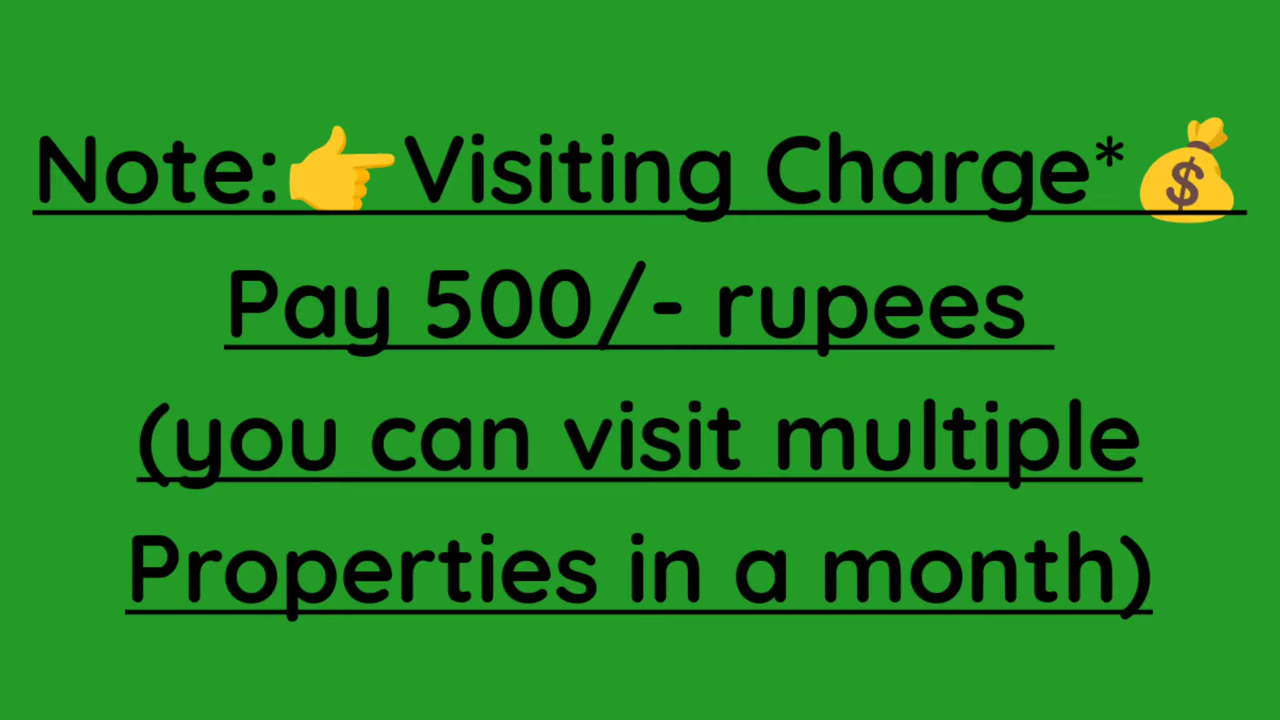 Note:👉Visiting Charge*💰
Pay 500/- rupees
(you can visit multiple
Properties in a month)